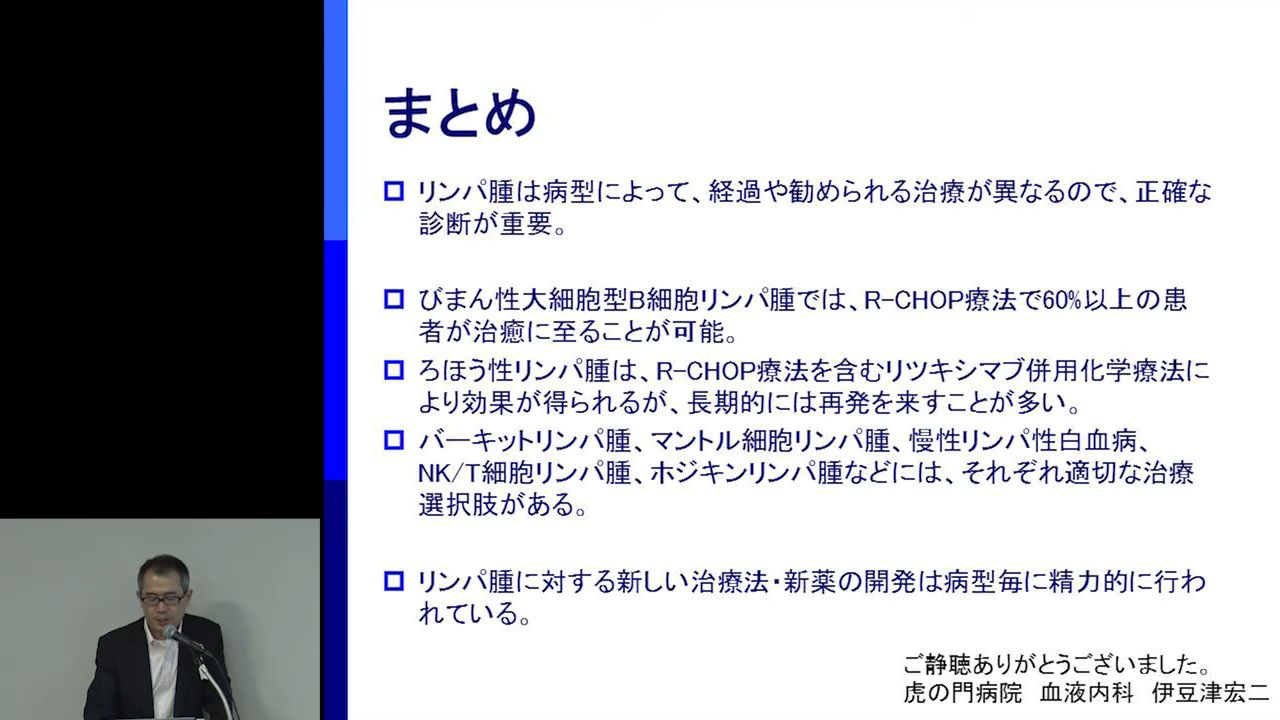 まとめ
リンパ腫は病型によって、経過や勧められる治療が異なるので、正確な
診断が重要。
びまん性大細胞型B細胞リンパ腫では、R-CHOP療法で60%以上の患
者が治癒に至ることが可能。
ろほう性リンパ腫は、R-CHOP療法を含むリツキシマブ併用化学療法に
より効果が得られるが、長期的には再発を来すことが多い。
バーキットリンパ腫、マントル細胞リンパ腫、慢性リンパ性白血病、
NK/T細胞リンパ腫、ホジキンリンパ腫などには、それぞれ適切な治療
選択肢がある。
リンパ腫に対する新しい治療法・新薬の開発は病型毎に精力的に行わ
れている。
ご静聴ありがとうございました。
虎の門病院 血液内科 伊豆津宏二